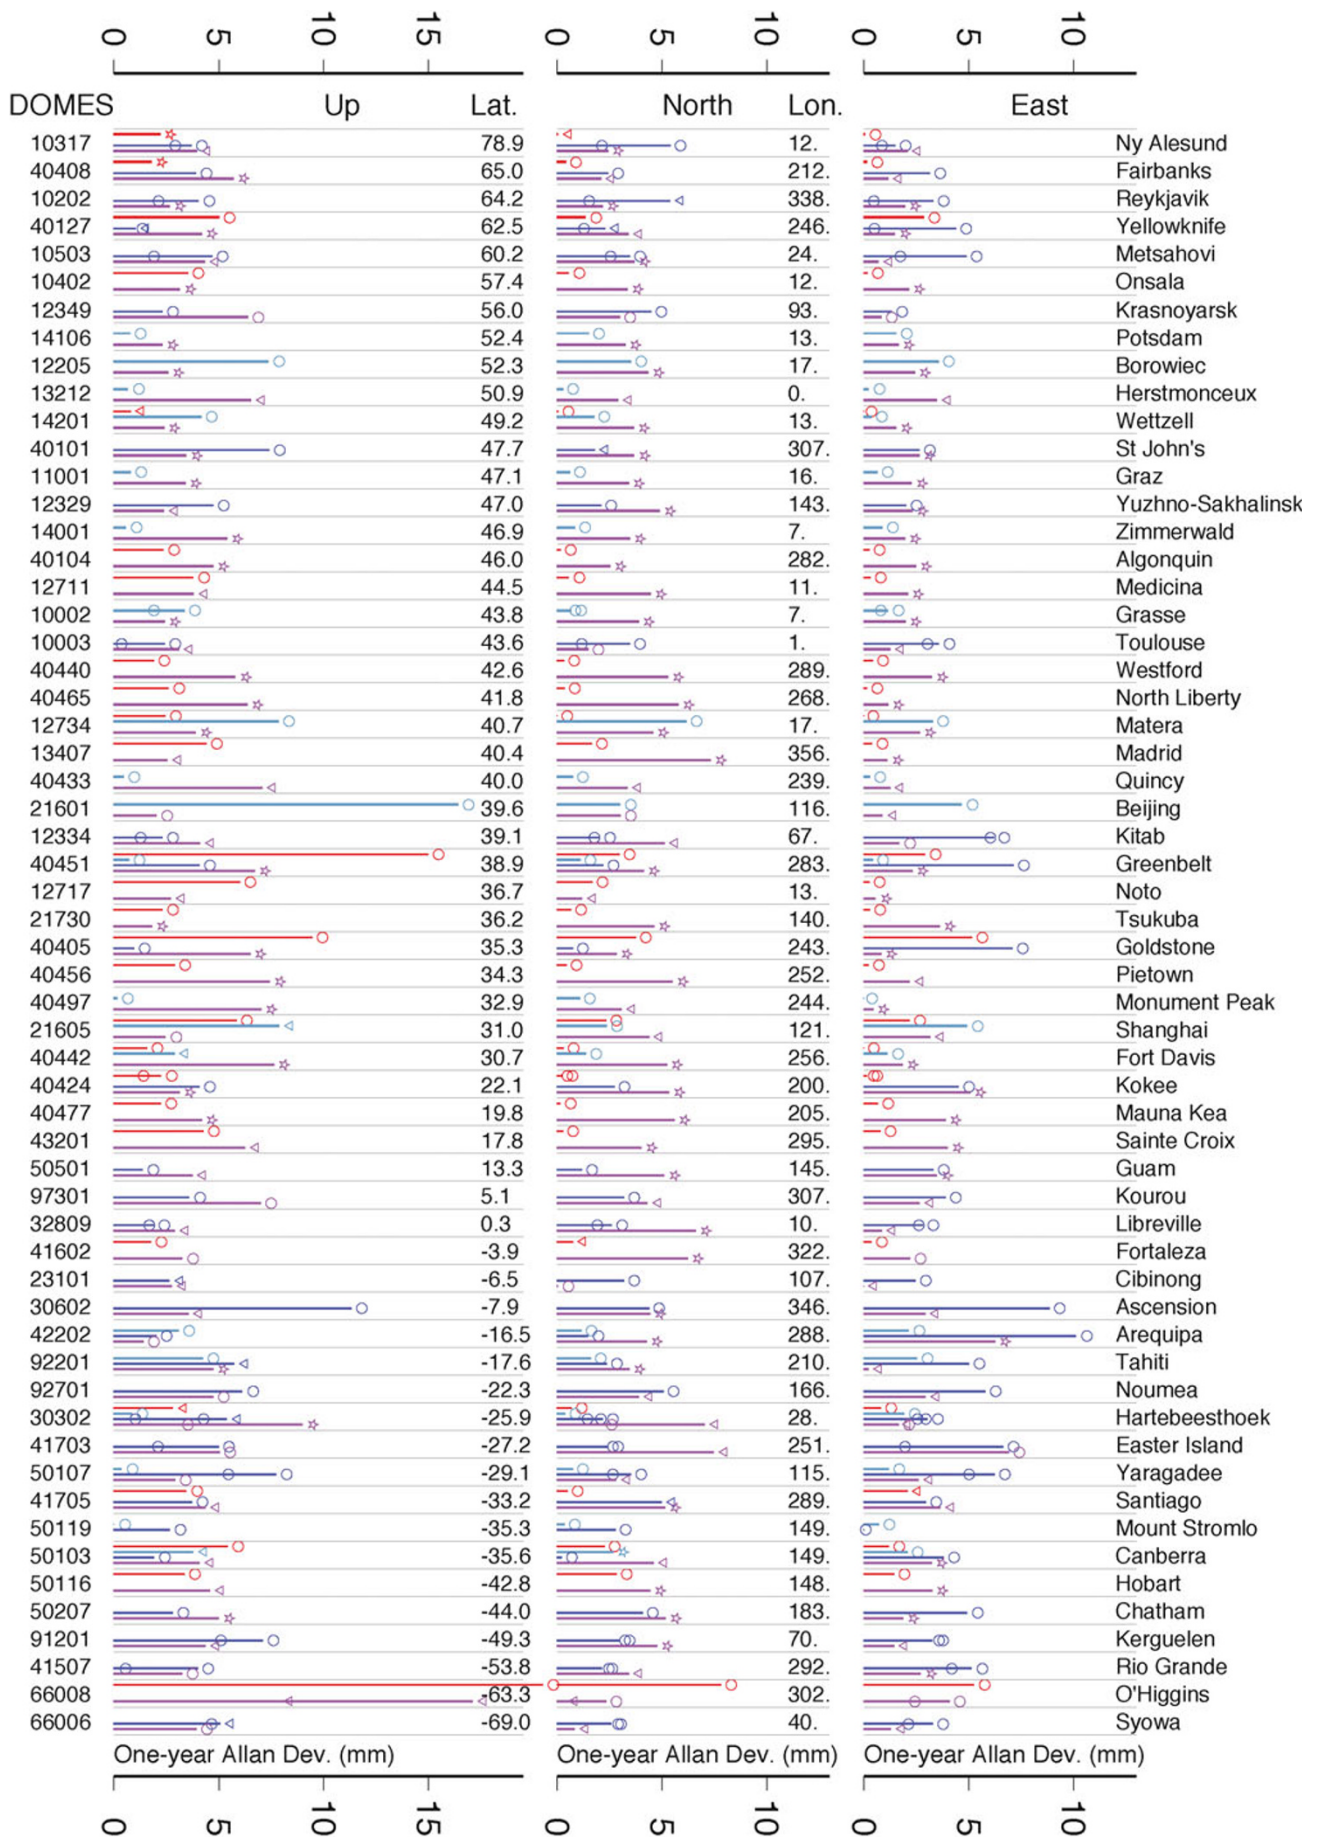 0 5 10 15 0 5 10 0 5 10
DOMES Up Lat. North Lon. East
10317 78.9 12. Ny Alesund
40408 65.0 212. Fairbanks
10202 64.2 338. Reykjavik
40127 62.5 246. Yellowknife
10503 60.2 24. Metsahovi
10402 57.4 12. Onsala
12349 56.0 93. Krasnoyarsk
14106 52.4 13. Potsdam
12205 52.3 17. Borowiec
13212 50.9 0. Herstmonceux
14201 49.2 13. Wettzell
40101 47.7 307. St John's
11001 47.1 16. Graz
12329 47.0 143. Yuzhno-Sakhalinsk
14001 46.9 7. Zimmerwald
40104 46.0 282. Algonquin
12711 44.5 11. Medicina
10002 43.8 7. Grasse
10003 43.6 1. Toulouse
40440 42.6 289. Westford
40465 41.8 268. North Liberty
12734 40.7 17. Matera
13407 40.4 356. Madrid
40433 40.0 239. Quincy
21601 39.6 116. Beijing
12334 39.1 67. Kitab
40451 38.9 283. Greenbelt
12717 36.7 13. Noto
21730 36.2 140. Tsukuba
40405 35.3 243. Goldstone
40456 34.3 252. Pietown
40497 32.9 244. Monument Peak
21605 31.0 121. Shanghai
40442 30.7 256. Fort Davis
40424 22.1 200. Kokee
40477 19.8 205. Mauna Kea
43201 17.8 295. Sainte Croix
50501 13.3 145. Guam
97301 5.1 307. Kourou
32809 0.3 10. Libreville
41602 -3.9 322. Fortaleza
23101 -6.5 107. Cibinong
30602 -7.9 346. Ascension
42202 -16.5 288. Arequipa
92201 -17.6 210. Tahiti
92701 -22.3 166. Noumea
30302 -25.9 28. Hartebeesthoek
41703 -27.2 251. Easter Island
50107 -29.1 115. Yaragadee
41705 -33.2 289. Santiago
50119 -35.3 149. Mount Stromlo
50103 -35.6 149. Canberra
50116 -42.8 148. Hobart
50207 -44.0 183. Chatham
91201 -49.3 70. Kerguelen
41507 -53.8 292. Rio Grande
66008 -63.3 302. O'Higgins
66006 -69.0 40. Syowa
One-year Allan Dev. (mm) One-year Allan Dev. (mm) One-year Allan Dev. (mm)
0 5 10 15 0 5 10 0 5 10